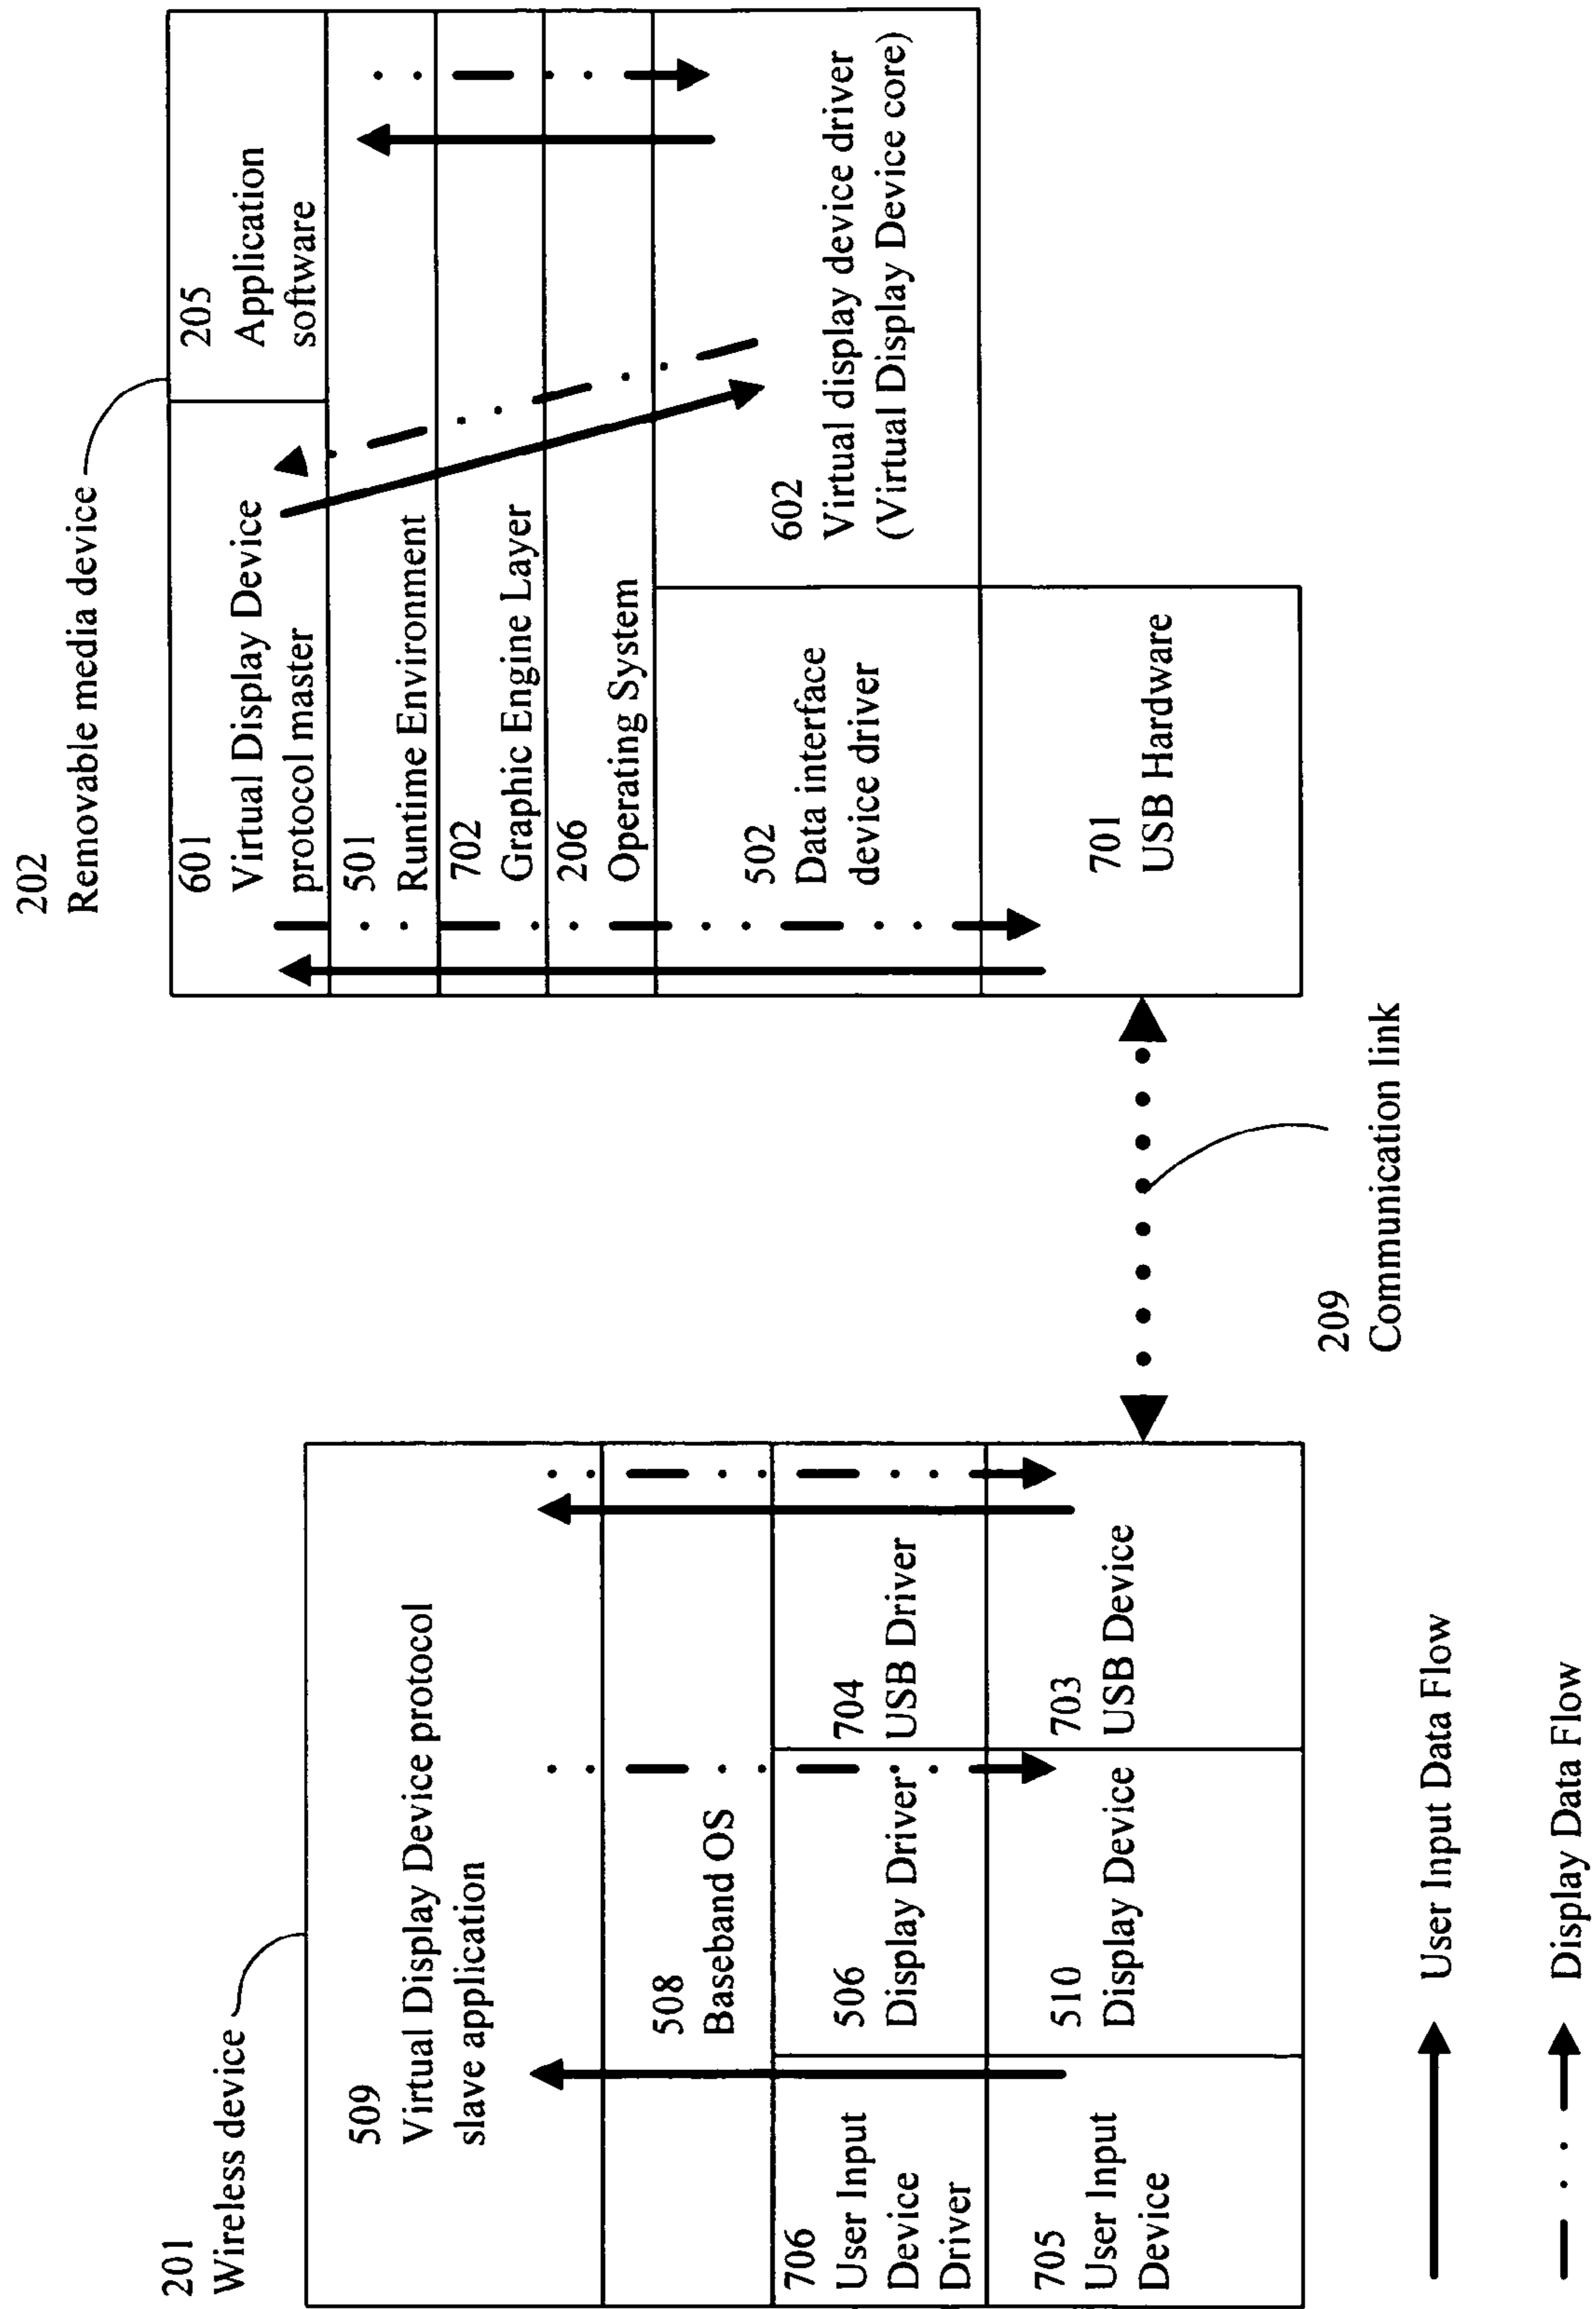 201
Wireless device
509
Virtual Display Device protocol
slave application
508
Baseband OS
706
User Input
Device
Driver
506
Display Driver
704
USB Driver
705
User Input
Device
510
Display Device
703
USB Device
202
Removable media device
601
Virtual Display Device
protocol master
205
Application
software
501
Runtime Environment
702
Graphic Engine Layer
206
Operating System
502
Data interface
device driver
602
Virtual display device driver
(Virtual Display Device core)
701
USB Hardware
209
Communication link
User Input Data Flow
Display Data Flow